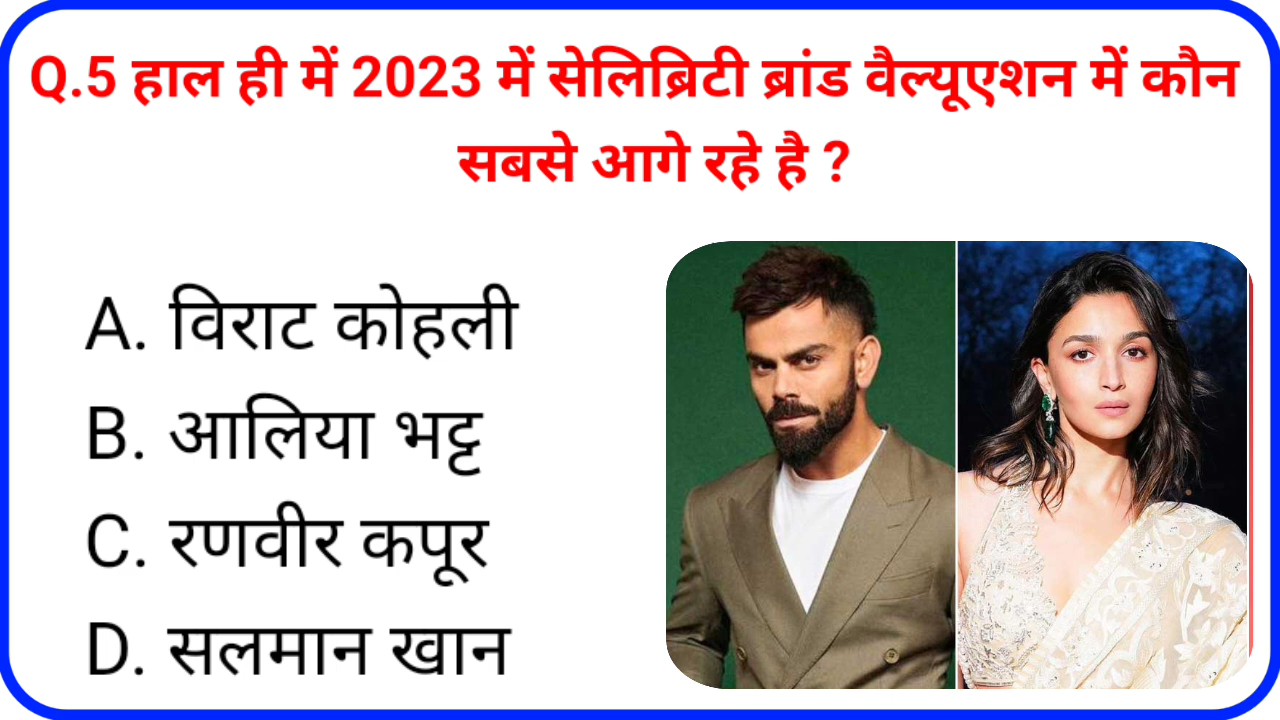 Q.5 हाल ही में 2023 में सेलिब्रिटी ब्रांड वैल्यूएशन में कौन
सबसे आगे रहे है ?
A. विराट कोहली
B. आलिया भट्ट
C. रणवीर कपूर
D. सलमान खान